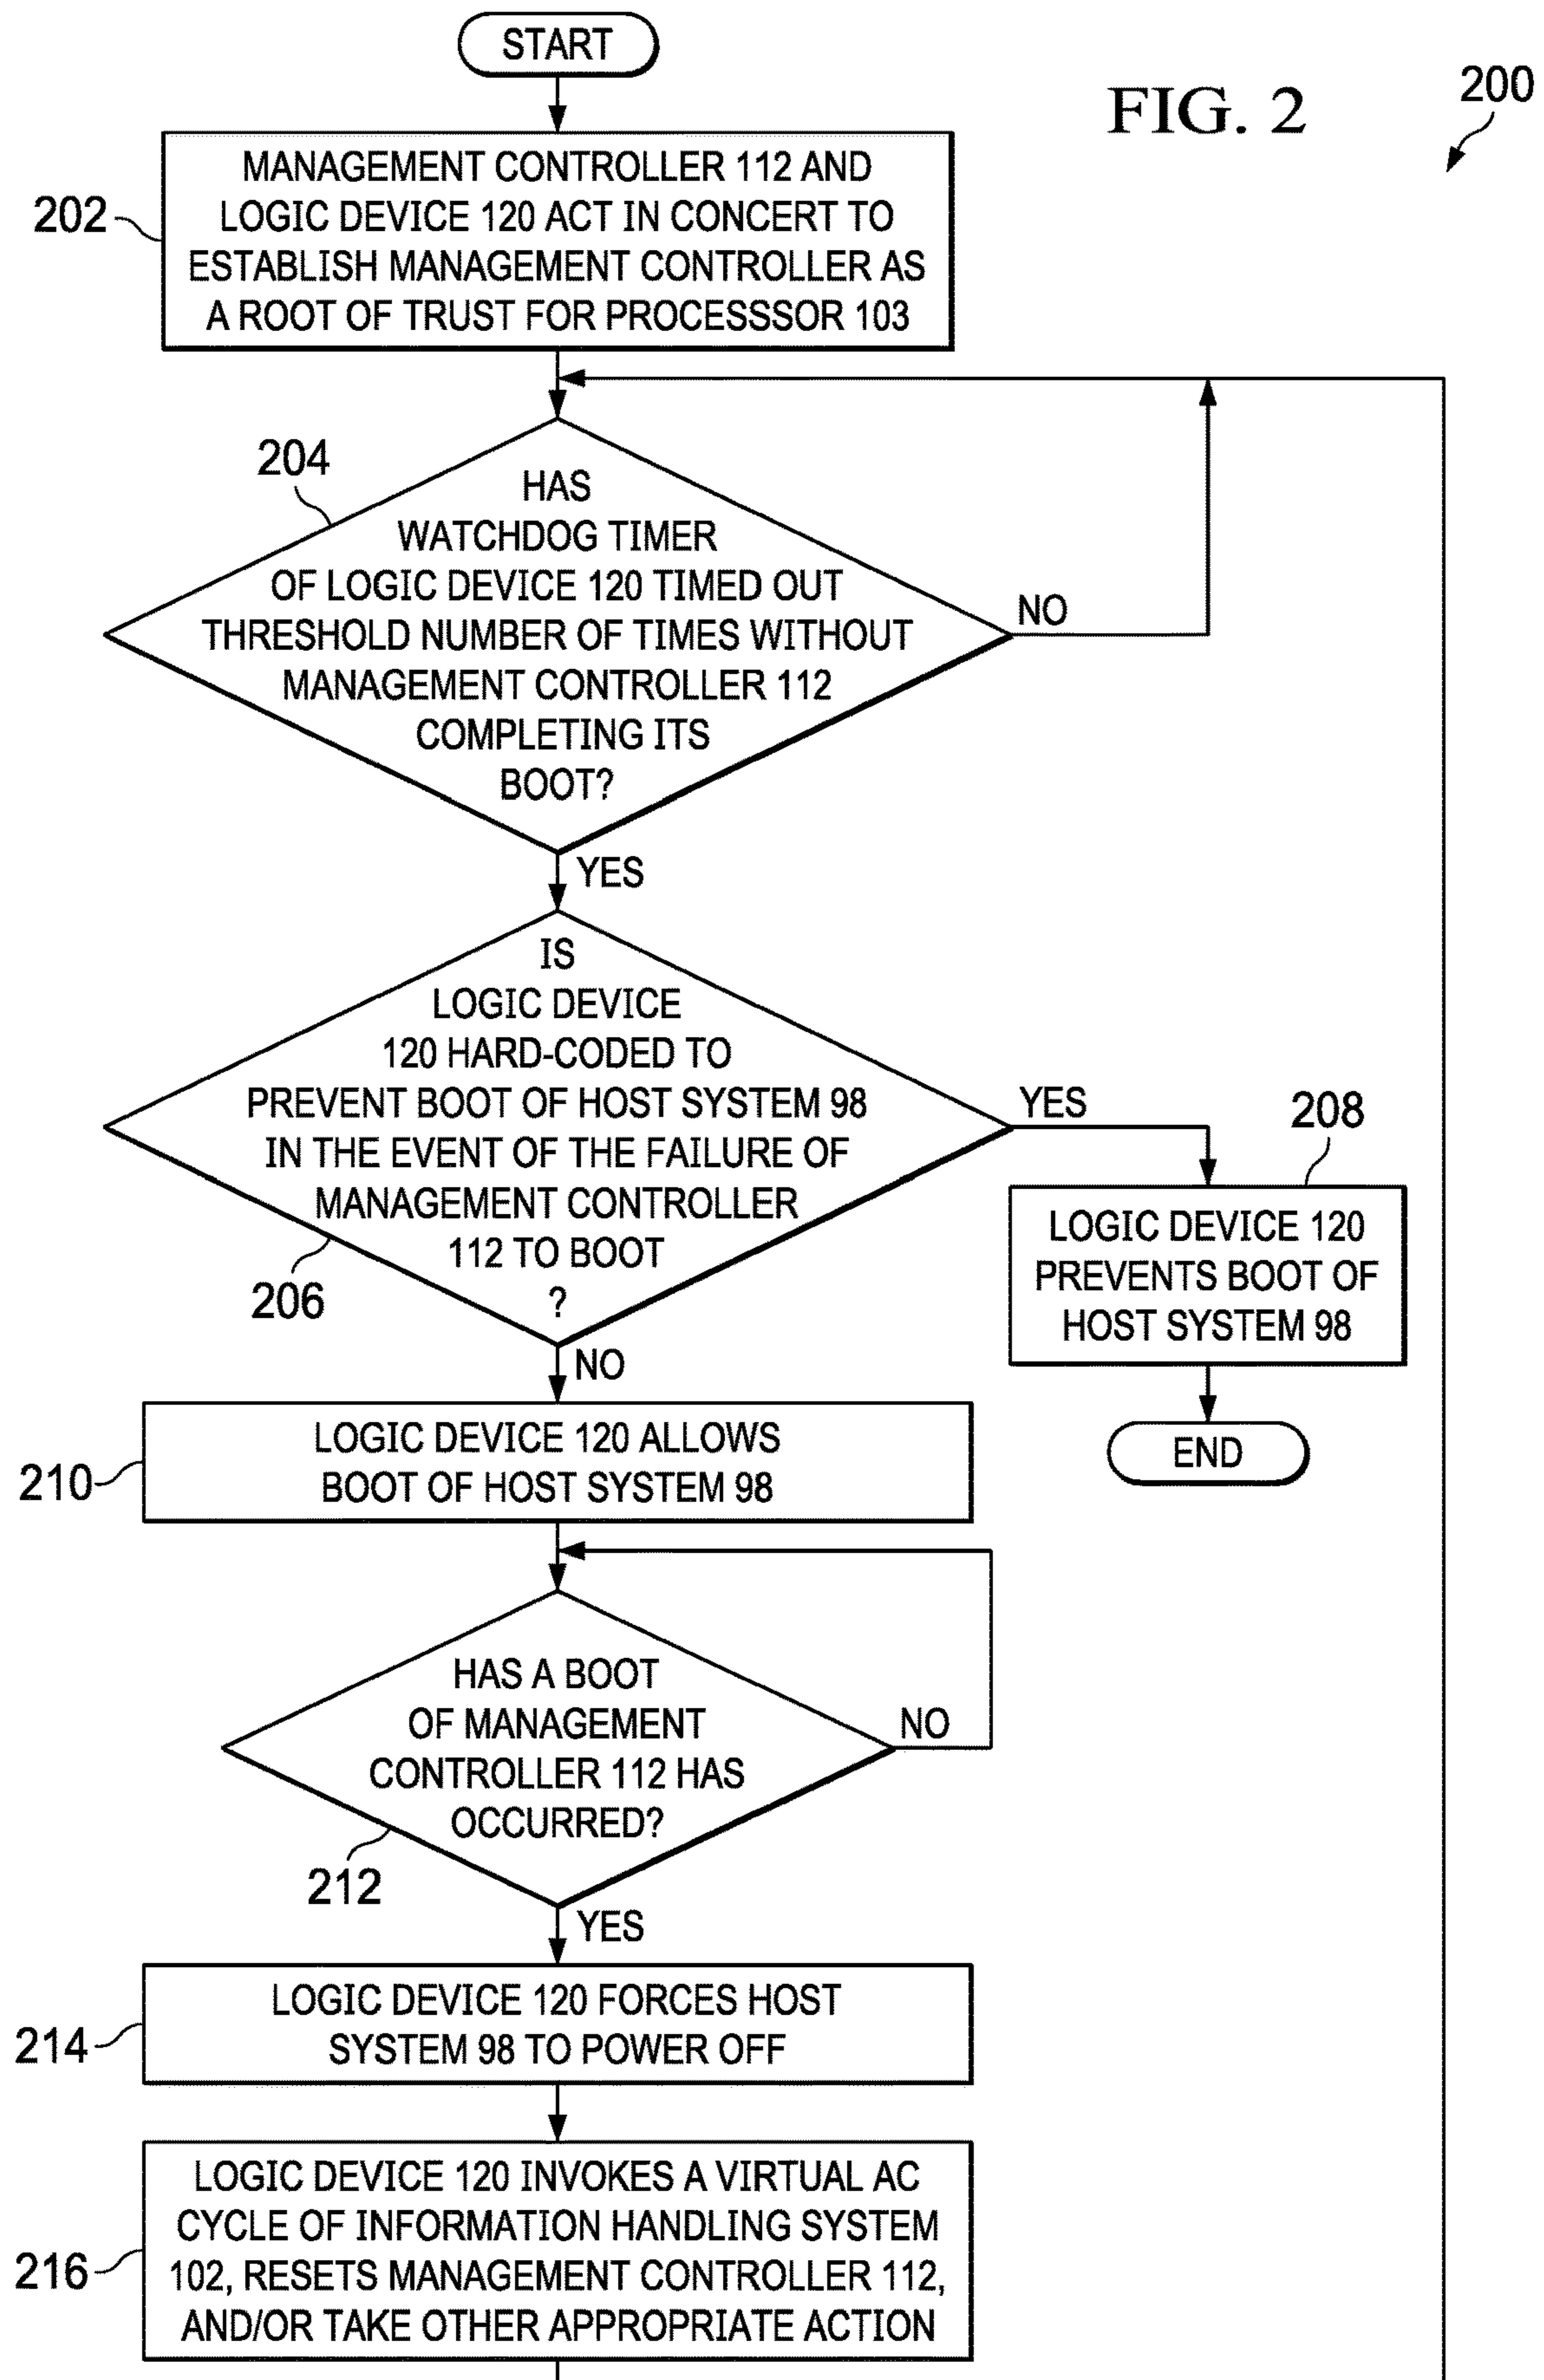 START
FIG. 2
200
202
MANAGEMENT CONTROLLER 112 AND
LOGIC DEVICE 120 ACT IN CONCERT TO
ESTABLISH MANAGEMENT CONTROLLER AS
A ROOT OF TRUST FOR PROCESSSOR 103
204
HAS
WATCHDOG TIMER
OF LOGIC DEVICE 120 TIMED OUT
THRESHOLD NUMBER OF TIMES WITHOUT
MANAGEMENT CONTROLLER 112
COMPLETING ITS
BOOT?
NO
YES
IS
LOGIC DEVICE
120 HARD-CODED TO
PREVENT BOOT OF HOST SYSTEM 98
IN THE EVENT OF THE FAILURE OF
MANAGEMENT CONTROLLER
112 TO BOOT
?
206
YES
208
LOGIC DEVICE 120
PREVENTS BOOT OF
HOST SYSTEM 98
END
NO
210
LOGIC DEVICE 120 ALLOWS
BOOT OF HOST SYSTEM 98
HAS A BOOT
OF MANAGEMENT
CONTROLLER 112 HAS
OCCURRED?
NO
212
YES
214
LOGIC DEVICE 120 FORCES HOST
SYSTEM 98 TO POWER OFF
216
LOGIC DEVICE 120 INVOKES A VIRTUAL AC
CYCLE OF INFORMATION HANDLING SYSTEM
102, RESETS MANAGEMENT CONTROLLER 112,
AND/OR TAKE OTHER APPROPRIATE ACTION